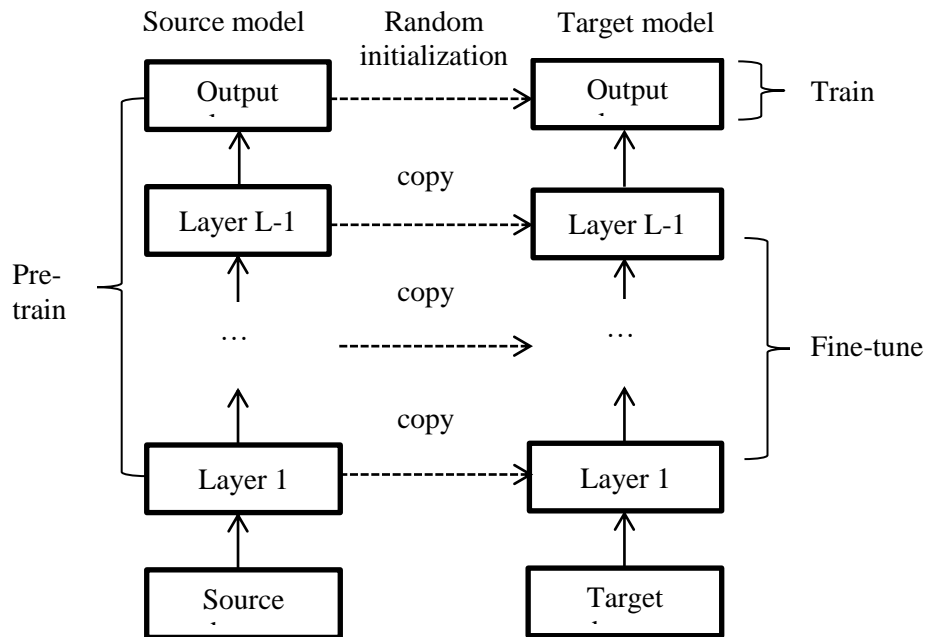 Source model
Random
initialization
Target model
Output
Output
Train
copy
Layer L-1
Layer L-1
Pre-
train
copy
...
...
Fine-tune
copy
Layer 1
Layer 1
Source
Target